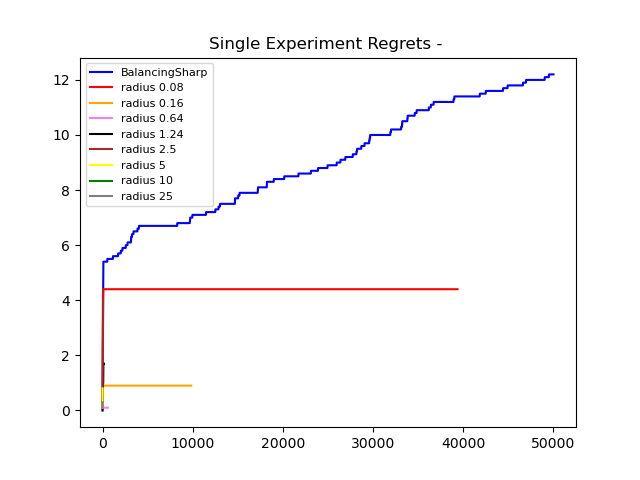 Single Experiment Regrets -
BalancingSharp
radius 0.08
radius 0.16
radius 0.64
radius 1.24
radius 2.5
radius 5
radius 10
radius 25
12
10
8
6
4
2
0
0 10000 20000 30000 40000 50000